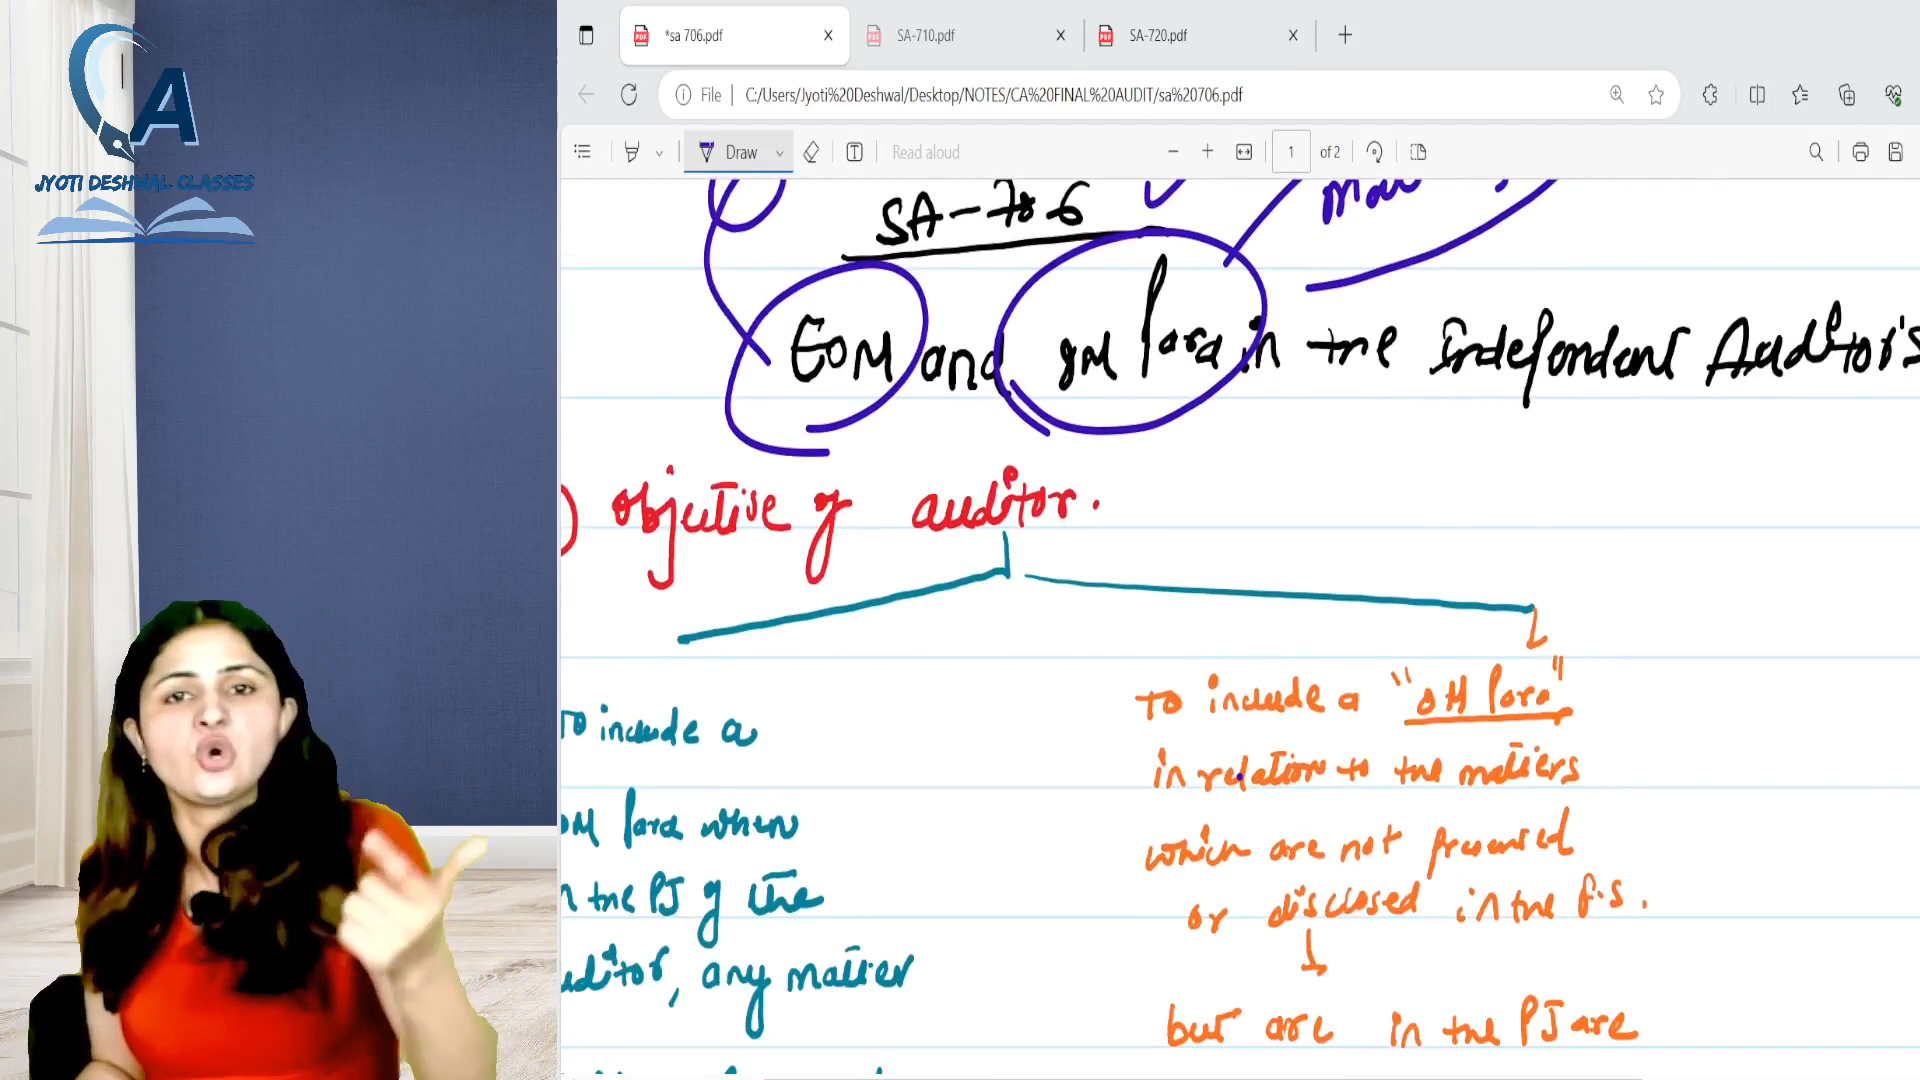 CA
JYOTI DESHWAL CLASSES
*sa 706.pdf
SA-710.pdf
SA-720.pdf
File
C:/Users/Jyoti%20Deshwal/Desktop/NOTES/CA%20FINAL%20AUDIT/sa%20706.pdf
Draw
Read aloud
1
of 2
SA-706
EOM and OM Para in the Independent Auditor's
) Objective of auditor.
To include a
OM Para when
in the PJ of the
auditor, any matter
To include a "OM Para"
in relation to the matters
which are not presented
or disclosed in the F.S.
but are in the PJ are